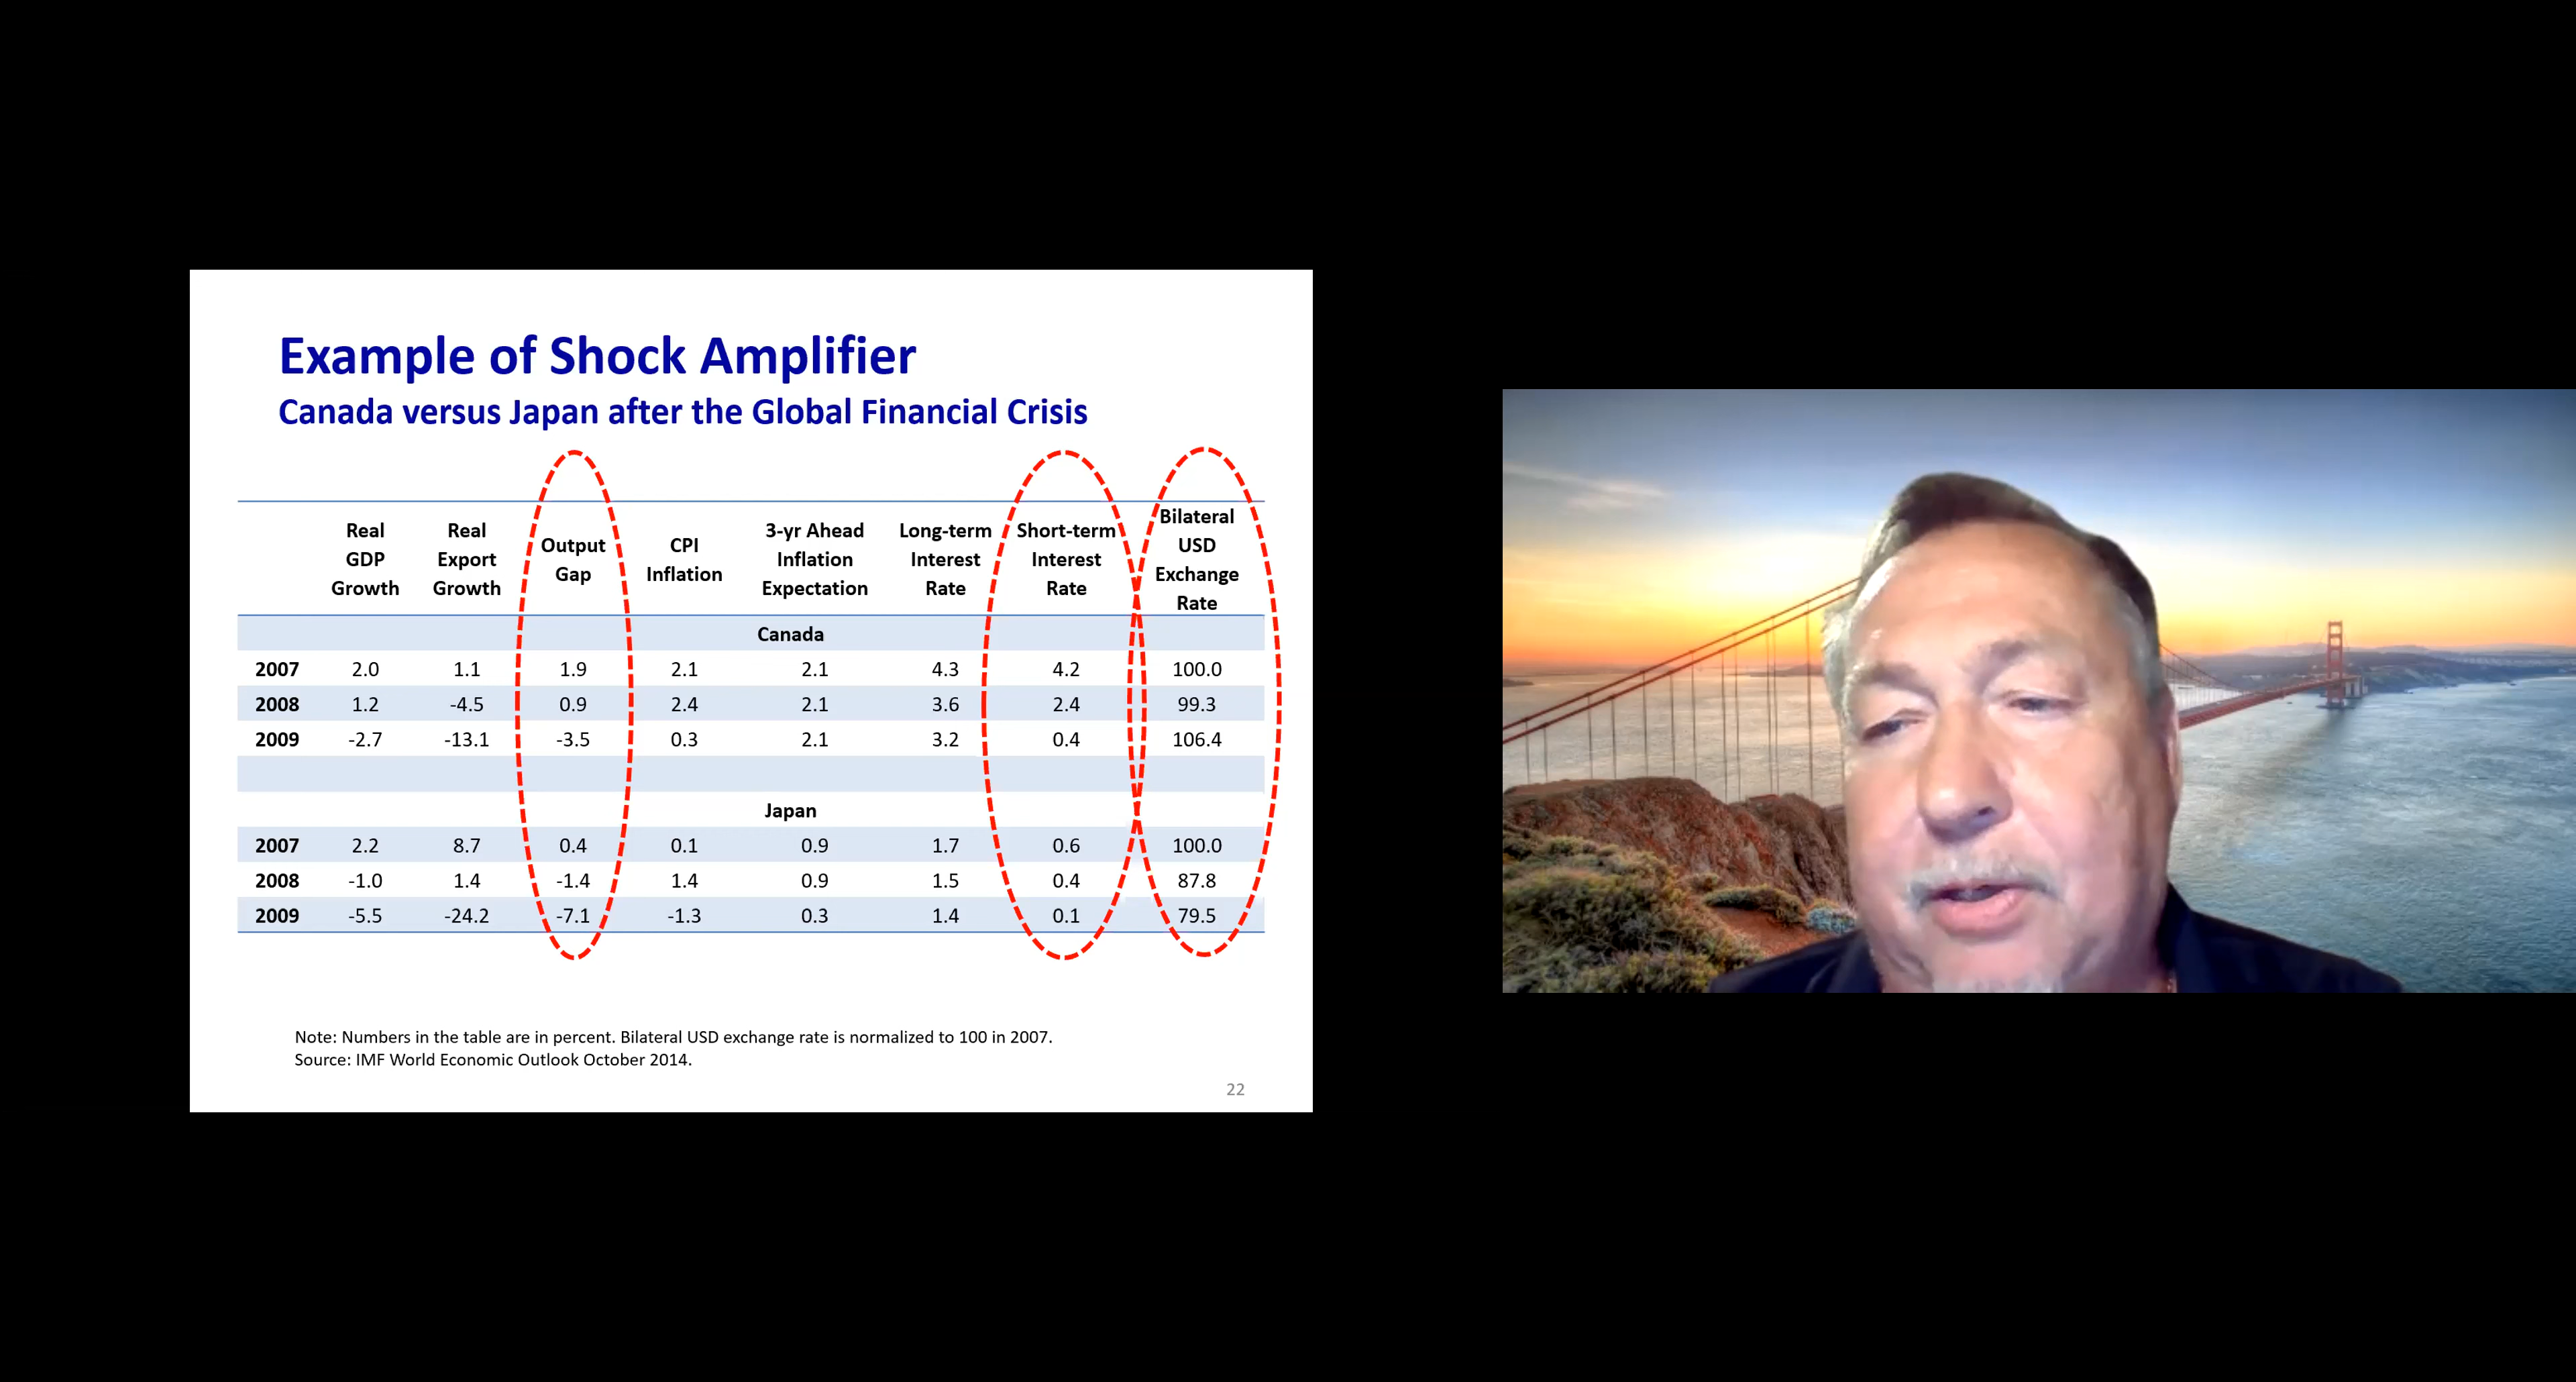 Example of Shock Amplifier
Canada versus Japan after the Global Financial Crisis
Real GDP Growth Real Export Growth Output Gap CPI Inflation 3-yr Ahead Inflation Expectation Long-term Interest Rate Short-term Interest Rate Bilateral USD Exchange Rate
Canada
2007 2.0 1.1 1.9 2.1 2.1 4.3 4.2 100.0
2008 1.2 -4.5 0.9 2.4 2.1 3.6 2.4 99.3
2009 -2.7 -13.1 -3.5 0.3 2.1 3.2 0.4 106.4
Japan
2007 2.2 8.7 0.4 0.1 0.9 1.7 0.6 100.0
2008 -1.0 1.4 -1.4 1.4 0.9 1.5 0.4 87.8
2009 -5.5 -24.2 -7.1 -1.3 0.3 1.4 0.1 79.5
Note: Numbers in the table are in percent. Bilateral USD exchange rate is normalized to 100 in 2007.
Source: IMF World Economic Outlook October 2014.
22